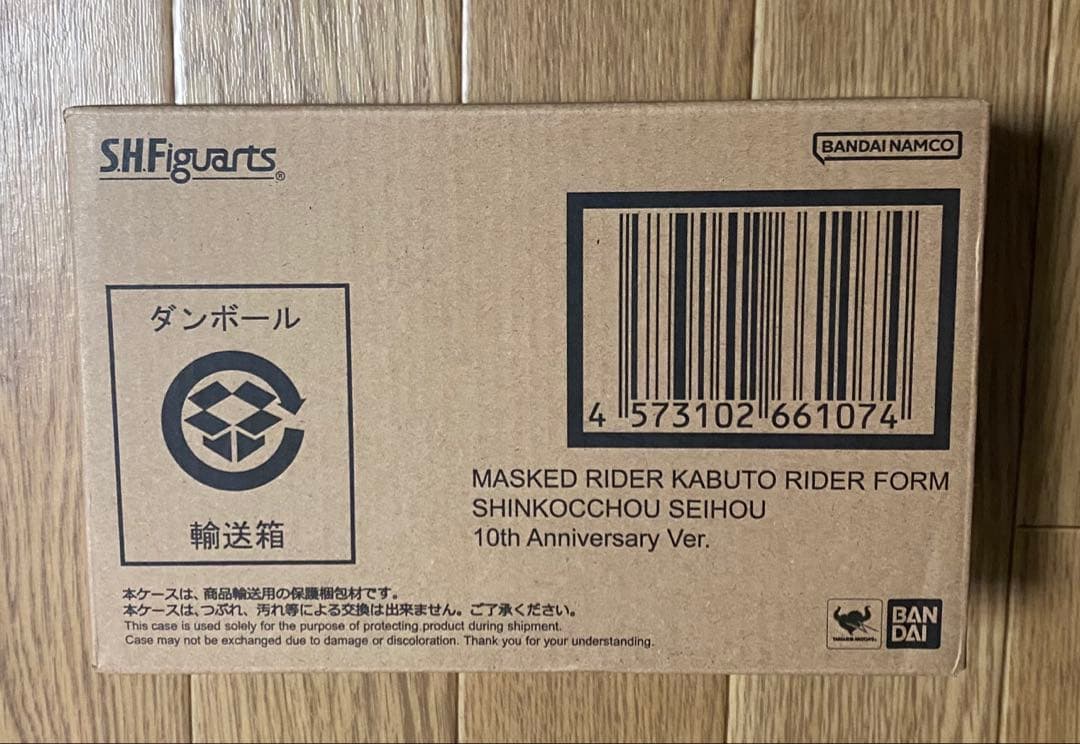 S.H.Figuarts®
BANDAI NAMCO
ダンボール
輸送箱
4 573102 661074
MASKED RIDER KABUTO RIDER FORM
SHINKOCCHOU SEIHOU
10th Anniversary Ver.
本ケースは、商品輸送用の保護梱包材です。
本ケースは、つぶれ、汚れ等による交換は出来ません。ご了承ください。
This case is used solely for the purpose of protecting product during shipment.
Case may not be exchanged due to damage or discoloration. Thank you for your understanding.
TAMASHII NATIONS
BAN
DAI